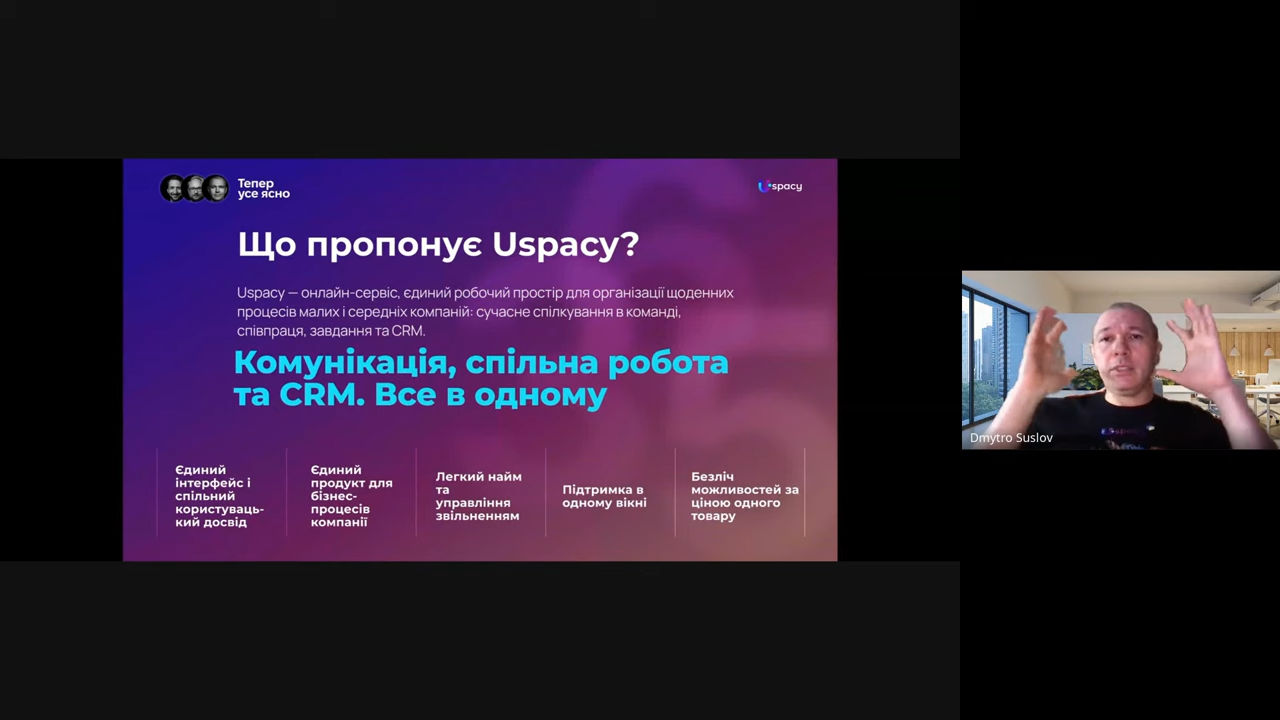 Тепер
усе ясно
Uspacy
Що пропонує Uspacy?
Uspacy — онлайн-сервіс, єдиний робочий простір для організації щоденних
процесів малих і середніх компаній: сучасне спілкування в команді,
співпраця, завдання та CRM.
Комунікація, спільна робота
та CRM. Все в одному
Єдиний
інтерфейс і
спільний
користуваць-
кий досвід
Єдиний
продукт для
бізнес-
процесів
компанії
Легкий найм
та
управління
звільненням
Підтримка в
одному вікні
Безліч
можливостей за
ціною одного
товару
Dmytro Suslov